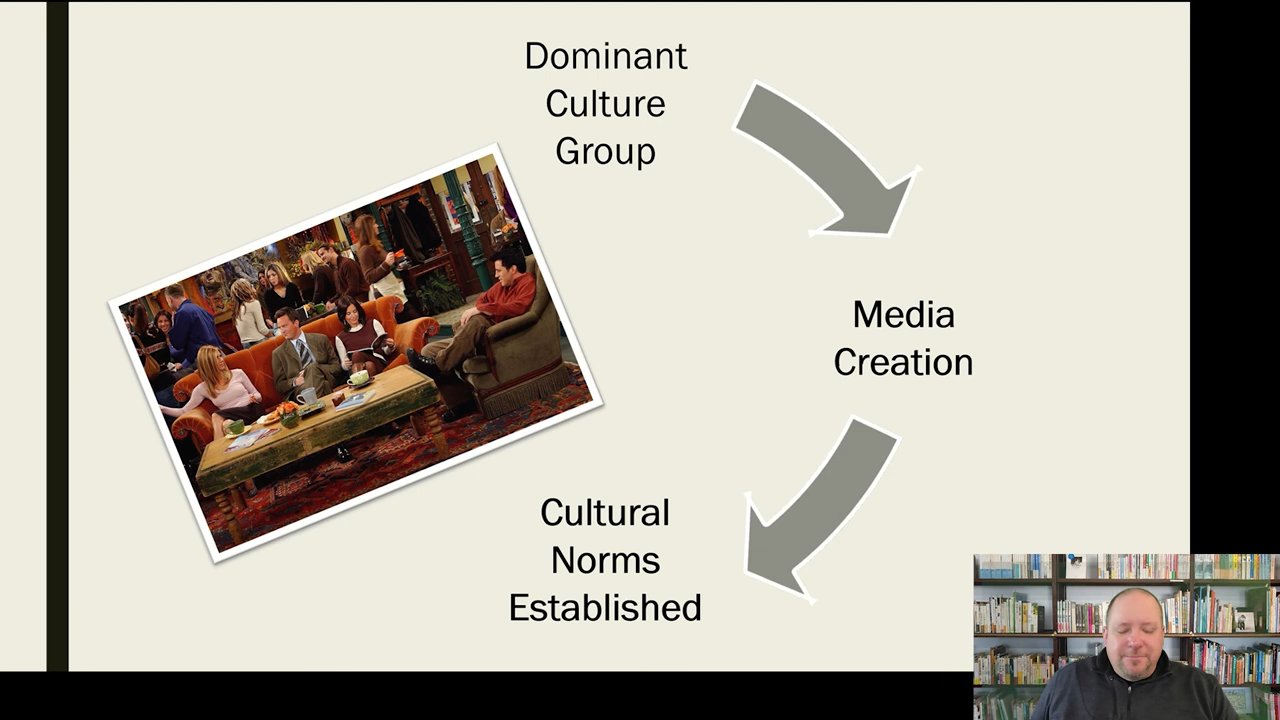 Dominant
Culture
Group
Media
Creation
Cultural
Norms
Established